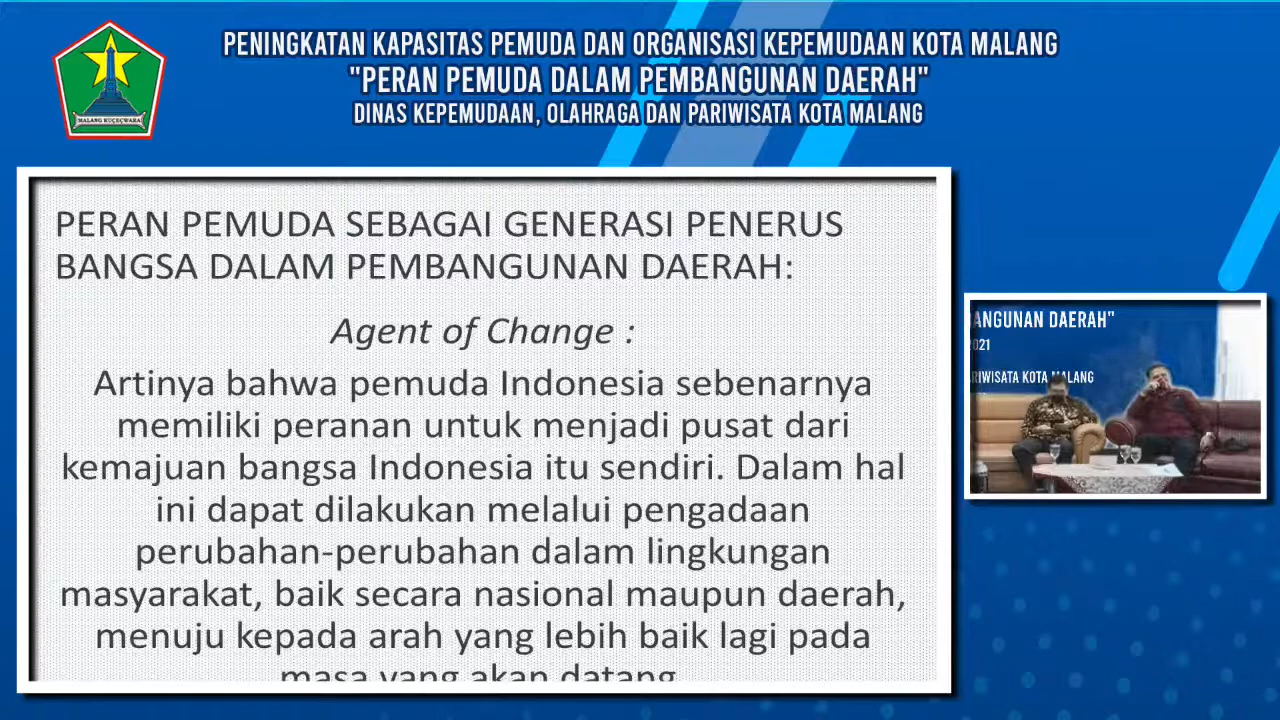 PENINGKATAN KAPASITAS PEMUDA DAN ORGANISASI KEPEMUDAAN KOTA MALANG
"PERAN PEMUDA DALAM PEMBANGUNAN DAERAH"
DINAS KEPEMUDAAN, OLAHRAGA DAN PARIWISATA KOTA MALANG
MALANG KUÇEÇWARA
PERAN PEMUDA SEBAGAI GENERASI PENERUS
BANGSA DALAM PEMBANGUNAN DAERAH:
Agent of Change :
Artinya bahwa pemuda Indonesia sebenarnya
memiliki peranan untuk menjadi pusat dari
kemajuan bangsa Indonesia itu sendiri. Dalam hal
ini dapat dilakukan melalui pengadaan
perubahan-perubahan dalam lingkungan
masyarakat, baik secara nasional maupun daerah,
menuju kepada arah yang lebih baik lagi pada
masa yang akan datang
ANGUNAN DAERAH"
2021
RIWISATA KOTA MALANG